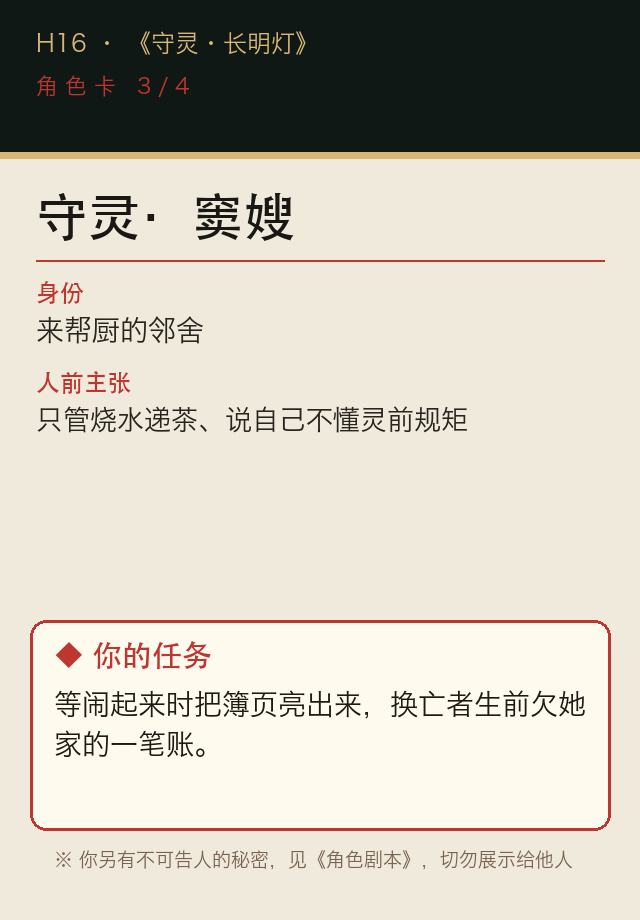 H16 · 《守灵·长明灯》
角色卡 3/4
守灵· 窦嫂
身份
来帮厨的邻舍
人前主张
只管烧水递茶、说自己不懂灵前规矩
◆ 你的任务
等闹起来时把簿页亮出来，换亡者生前欠她
家的一笔账。
※ 你另有不可告人的秘密，见《角色剧本》，切勿展示给他人